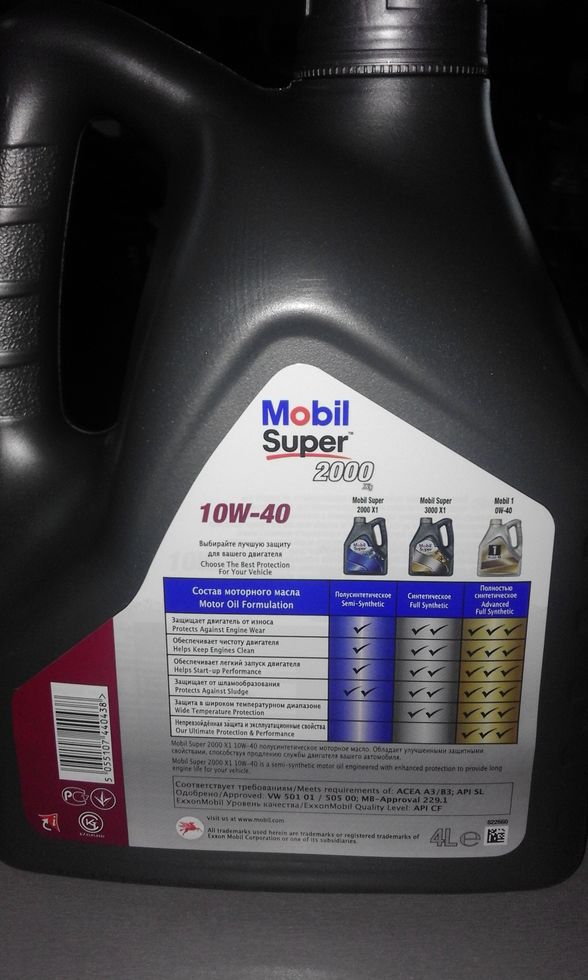 Mobil
Super™
2000
X1
10W-40
Выбирайте лучшую защиту
для вашего двигателя
Choose The Best Protection
For Your Vehicle
Mobil Super
2000 X1
Mobil Super
3000 X1
Mobil 1
0W-40
Mobil
Super
Mobil
Super
1
Состав моторного масла
Motor Oil Formulation
Полусинтетическое
Semi-Synthetic
Синтетическое
Full Synthetic
Полностью
синтетическое
Advanced
Full Synthetic
Защищает двигатель от износа
Protects Against Engine Wear
Обеспечивает чистоту двигателя
Helps Keep Engines Clean
Обеспечивает легкий запуск двигателя
Helps Start-up Performance
Защищает от шламообразования
Protects Against Sludge
Защита в широком температурном диапазоне
Wide Temperature Protection
Непревзойдённая защита и эксплуатационные свойства
Our Ultimate Protection & Performance
Mobil Super 2000 X1 10W-40 полусинтетическое моторное масло. Обладает улучшенными защитными
свойствами, способствуя продлению службы двигателя вашего автомобиля.
Mobil Super 2000 X1 10W-40 is a semi-synthetic motor oil engineered with enhanced protection to provide long
engine life for your vehicle.
Соответствует требованиям/Meets requirements of: ACEA A3/B3; API SL
Одобрено/Approved: VW 501 01 / 505 00; MB-Approval 229.1
ExxonMobil Уровень качества/ExxonMobil Quality Level: API CF
visit us at www.mobil.com
All trademarks used herein are trademarks or registered trademarks of
Exxon Mobil Corporation or one of its subsidiaries.
4L e
822660
5 055107 440438 >